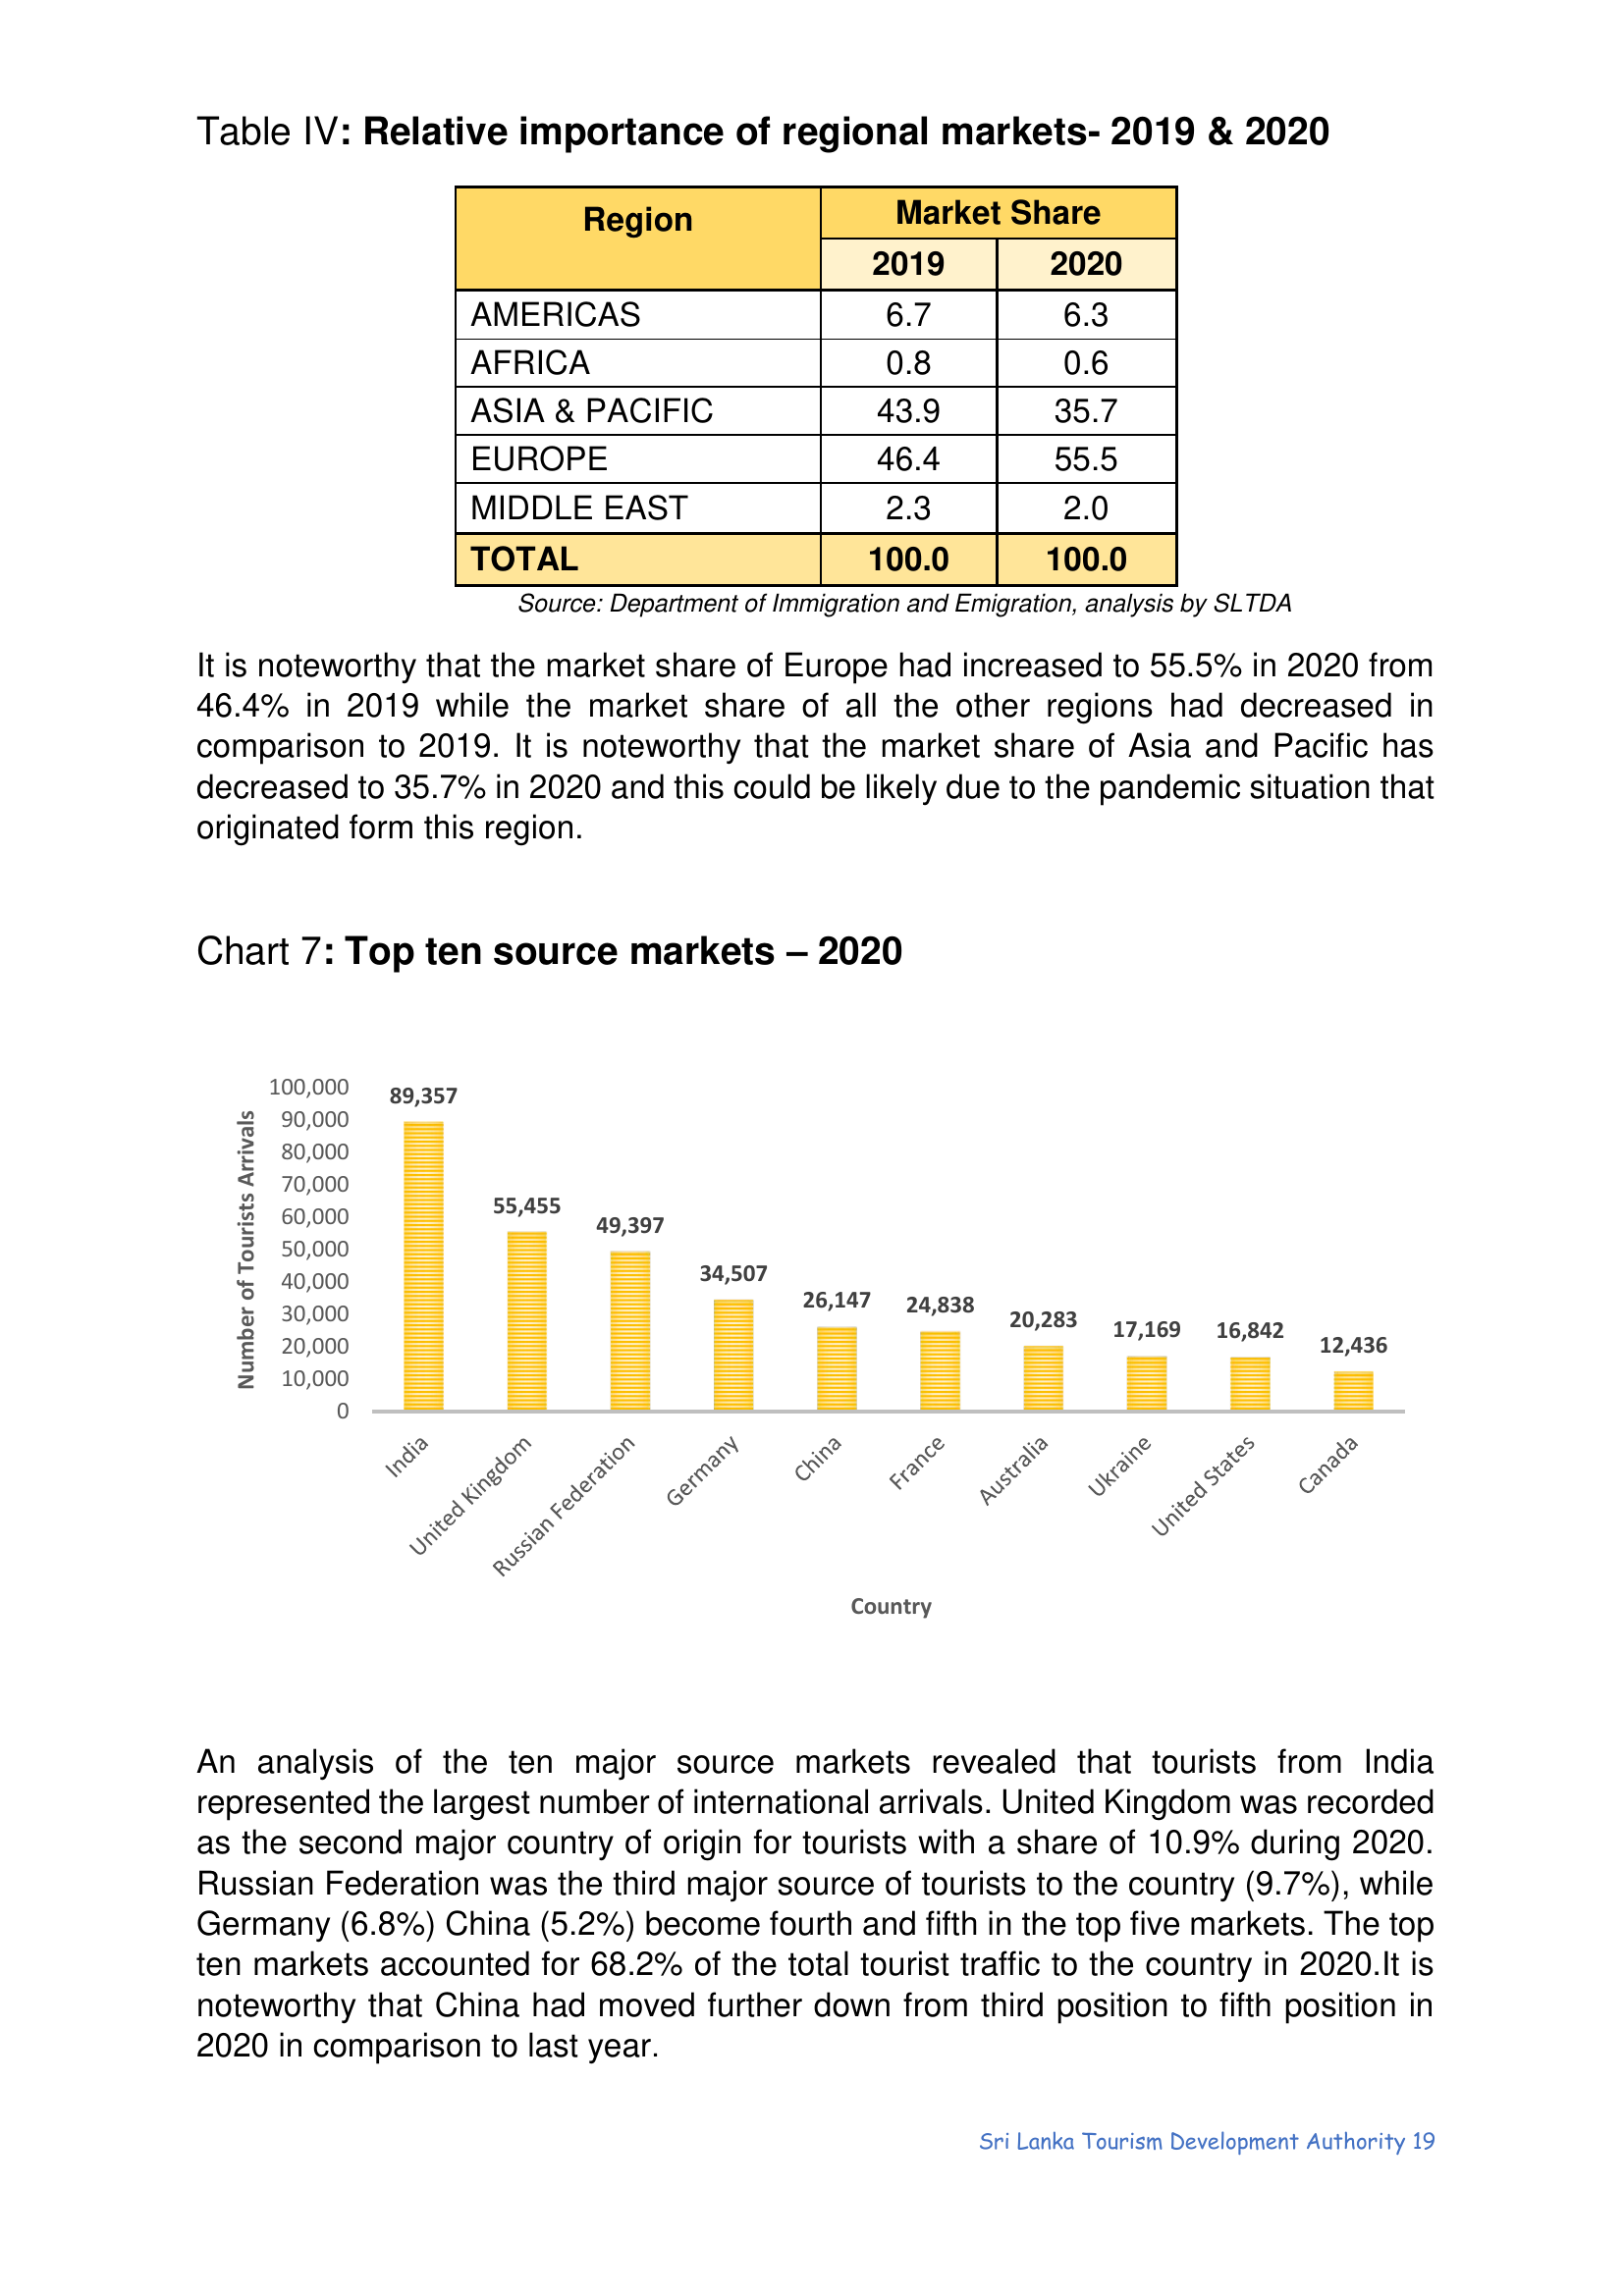 Table IV: Relative importance of regional markets- 2019 & 2020
Region Market Share
2019 2020
AMERICAS 6.7 6.3
AFRICA 0.8 0.6
ASIA & PACIFIC 43.9 35.7
EUROPE 46.4 55.5
MIDDLE EAST 2.3 2.0
TOTAL 100.0 100.0
Source: Department of Immigration and Emigration, analysis by SLTDA
It is noteworthy that the market share of Europe had increased to 55.5% in 2020 from
46.4% in 2019 while the market share of all the other regions had decreased in
comparison to 2019. It is noteworthy that the market share of Asia and Pacific has
decreased to 35.7% in 2020 and this could be likely due to the pandemic situation that
originated form this region.
Chart 7: Top ten source markets – 2020
Number of Tourists Arrivals
100,000
90,000
80,000
70,000
60,000
50,000
40,000
30,000
20,000
10,000
0
89,357
55,455
49,397
34,507
26,147
24,838
20,283
17,169
16,842
12,436
India
United Kingdom
Russian Federation
Germany
China
France
Australia
Ukraine
United States
Canada
Country
An analysis of the ten major source markets revealed that tourists from India
represented the largest number of international arrivals. United Kingdom was recorded
as the second major country of origin for tourists with a share of 10.9% during 2020.
Russian Federation was the third major source of tourists to the country (9.7%), while
Germany (6.8%) China (5.2%) become fourth and fifth in the top five markets. The top
ten markets accounted for 68.2% of the total tourist traffic to the country in 2020.It is
noteworthy that China had moved further down from third position to fifth position in
2020 in comparison to last year.
Sri Lanka Tourism Development Authority 19